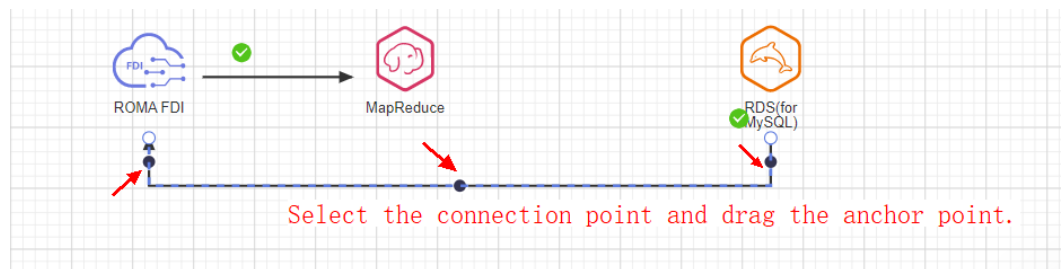 FDI
ROMA FDI
MapReduce
RDS(for
MySQL)
Select the connection point and drag the anchor point.